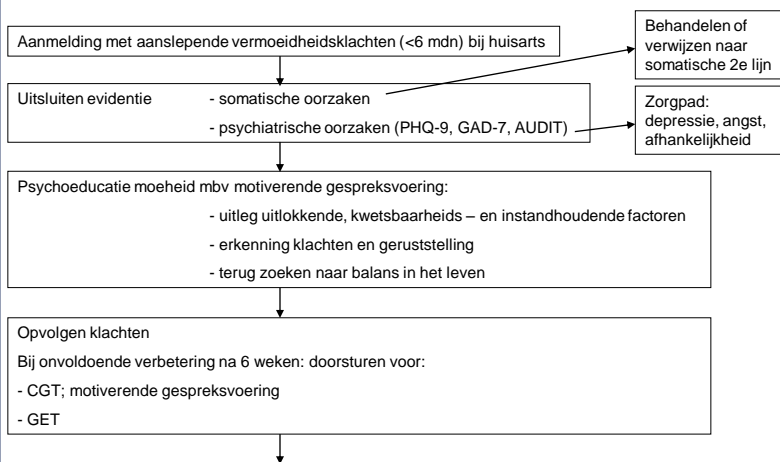 Aanmelding met aanslepende vermoeidheidsklachten (<6 mdn) bij huisarts
Behandelen of
verwijzen naar
somatische 2e lijn
Uitsluiten evidentie - somatische oorzaken
- psychiatrische oorzaken (PHQ-9, GAD-7, AUDIT)
Zorgpad:
depressie, angst,
afhankelijkheid
Psychoeducatie moeheid mbv motiverende gespreksvoering:
- uitleg uitlokkende, kwetsbaarheids – en instandhoudende factoren
- erkenning klachten en geruststelling
- terug zoeken naar balans in het leven
Opvolgen klachten
Bij onvoldoende verbetering na 6 weken: doorsturen voor:
- CGT; motiverende gespreksvoering
- GET